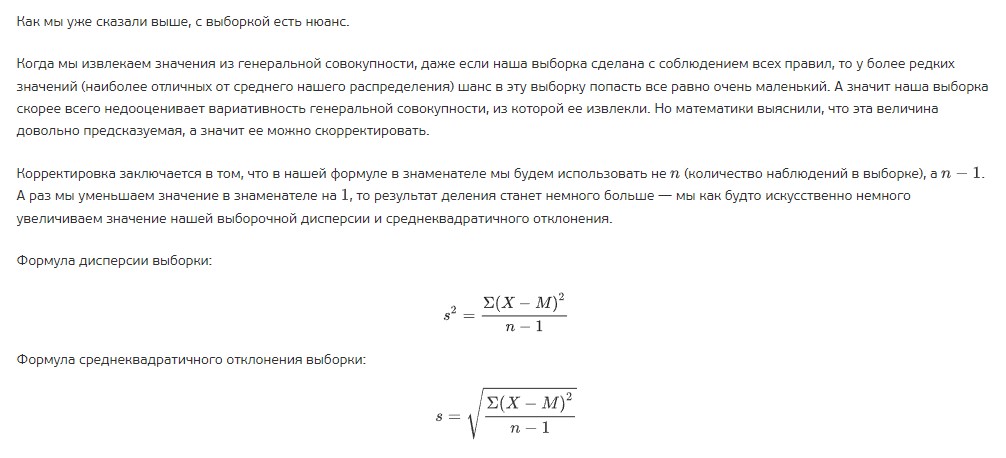 Как мы уже сказали выше, с выборкой есть нюанс.
Когда мы извлекаем значения из генеральной совокупности, даже если наша выборка сделана с соблюдением всех правил, то у более редких
значений (наиболее отличных от среднего нашего распределения) шанс в эту выборку попасть все равно очень маленький. А значит наша выборка
скорее всего недооценивает вариативность генеральной совокупности, из которой ее извлекли. Но математики выяснили, что эта величина
довольно предсказуемая, а значит ее можно скорректировать.
Корректировка заключается в том, что в нашей формуле в знаменателе мы будем использовать не n (количество наблюдений в выборке), а n − 1.
А раз мы уменьшаем значение в знаменателе на 1, то результат деления станет немного больше — мы как будто искусственно немного
увеличиваем значение нашей выборочной дисперсии и среднеквадратичного отклонения.
Формула дисперсии выборки:
s² = Σ(X − M)² / n − 1
Формула среднеквадратичного отклонения выборки:
s = √ Σ(X − M)² / n − 1